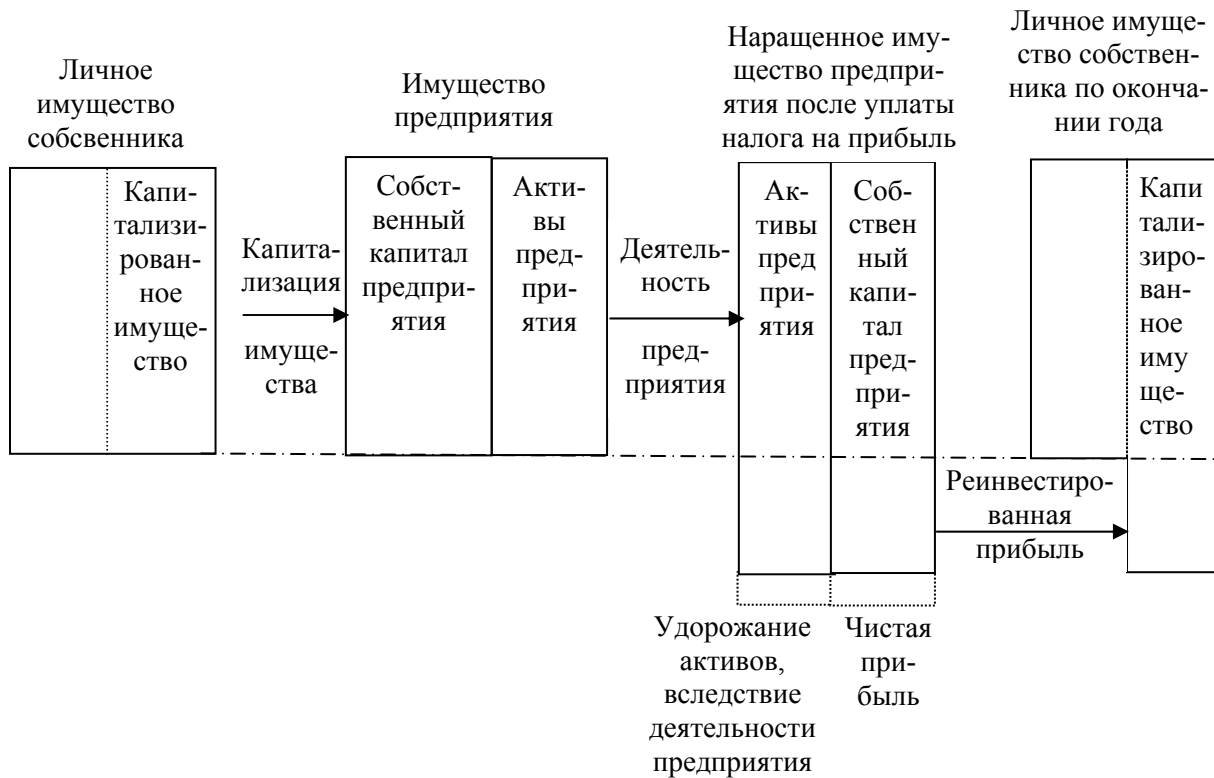 Личное
имущество
собсвенника
Имущество
предприятия
Наращенное иму-
щество предпри-
ятия после уплаты
налога на прибыль
Личное имуще-
ство собствен-
ника по оконча-
нии года
Капи-
тализи-
рован-
ное
имуще-
ство
Капита-
лизация
имуще-
ства
Собст-
венный
капитал
предпри-
ятия
Акти-
вы
пред-
при-
ятия
Деятель-
ность
пред-
приятия
Ак-
тивы
пред
при-
ятия
Соб-
ствен
ный
капи-
тал
пред-
при-
ятия
Капи
тали-
зиро-
ван-
ное
иму
ще-
ство
Реинвестиро-
ванная
прибыль
Удорожание
активов,
вследствие
деятельности
предприятия
Чистая
при-
быль